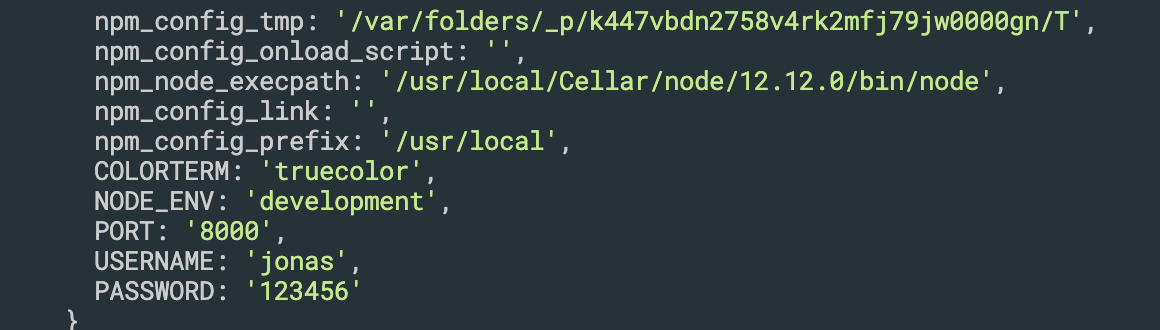 npm_config_tmp: '/var/folders/_p/k447vbdn2758v4rk2mfj79jw0000gn/T',
npm_config_onload_script: '',
npm_node_execpath: '/usr/local/Cellar/node/12.12.0/bin/node',
npm_config_link: '',
npm_config_prefix: '/usr/local',
COLORTERM: 'truecolor',
NODE_ENV: 'development',
PORT: '8000',
USERNAME: 'jonas',
PASSWORD: '123456'
}